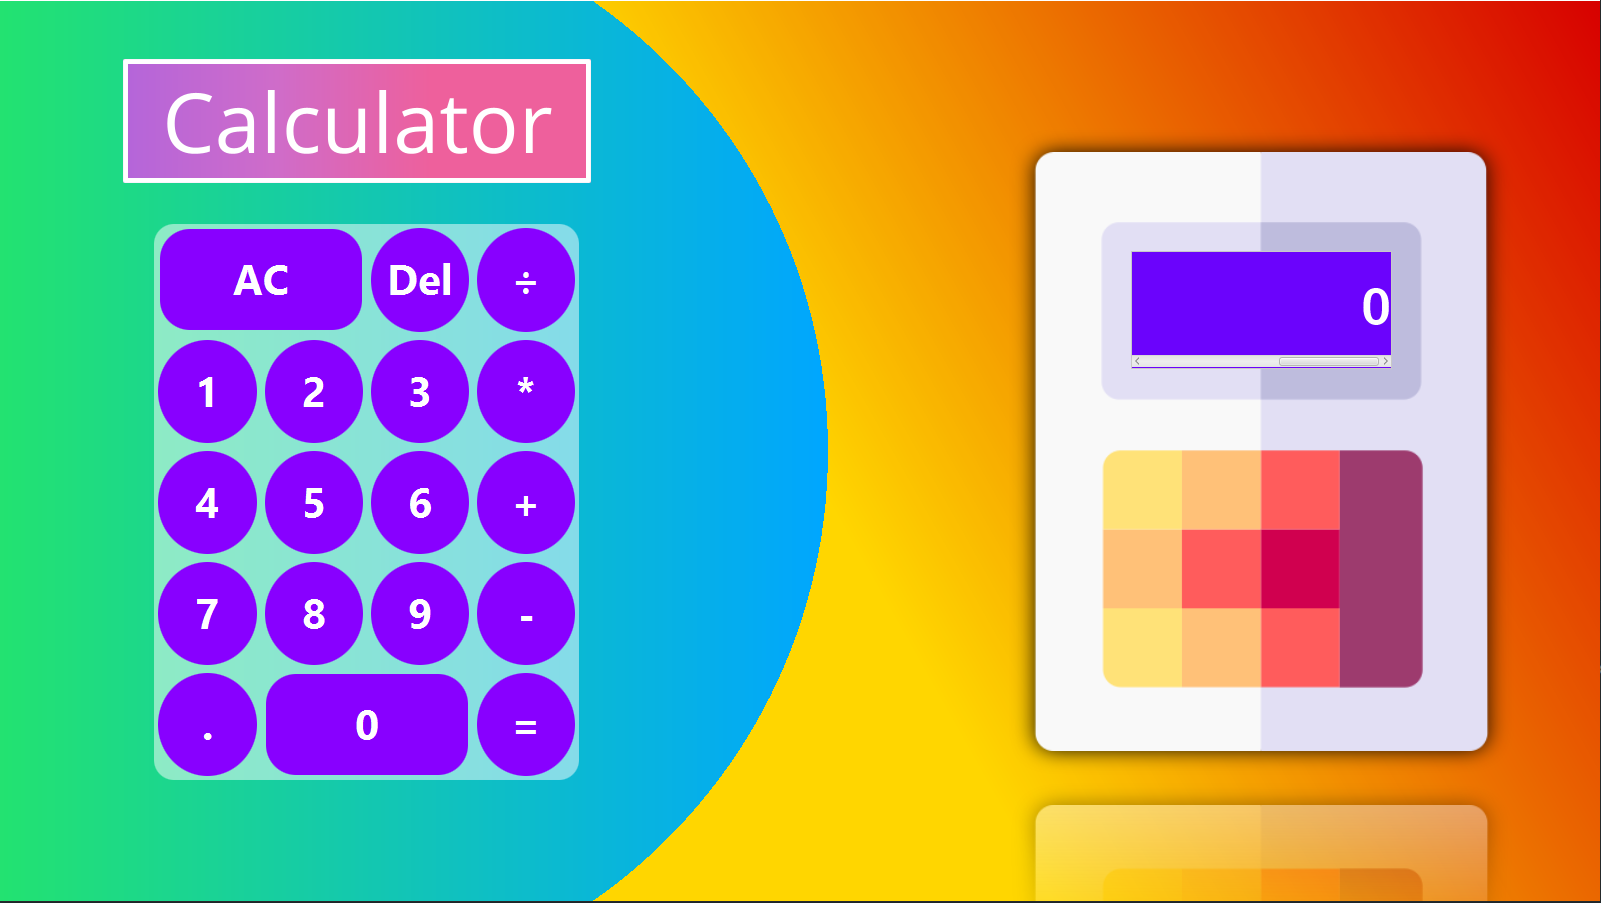 Calculator
AC Del ÷
0
1 2 3 *
4 5 6 +
7 8 9 -
. 0 =